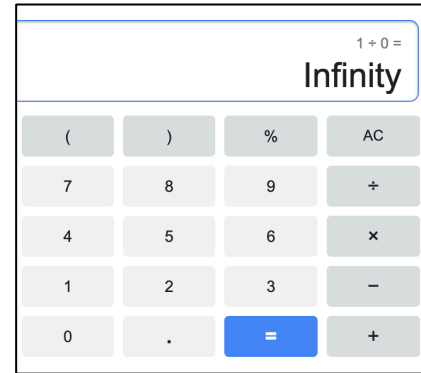 1 ÷ 0 =
Infinity
( ) % AC
7 8 9 ÷
4 5 6 ×
1 2 3 −
0 . = +